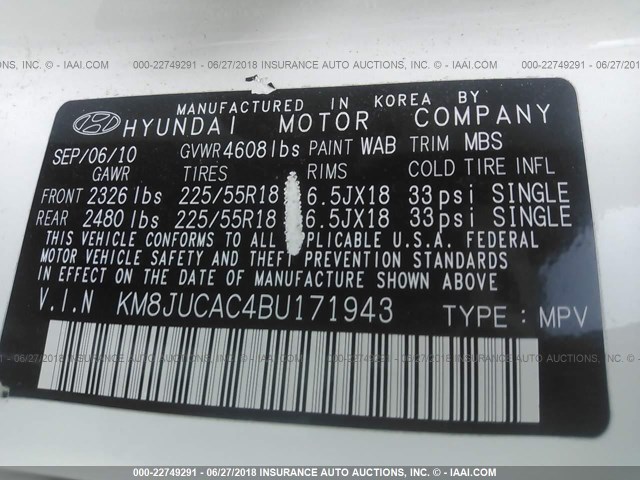 000-22749291 - 06/27/2018 INSURANCE AUTO AUCTIONS, INC. © - IAAI.COM
MANUFACTURED IN KOREA BY
HYUNDAI MOTOR COMPANY
SEP/06/10 GVWR 4608 lbs PAINT WAB TRIM MBS
GAWR TIRES RIMS COLD TIRE INFL
FRONT 2326 lbs 225/55R18 6.5JX18 33 psi SINGLE
REAR 2480 lbs 225/55R18 6.5JX18 33 psi SINGLE
THIS VEHICLE CONFORMS TO ALL APPLICABLE U.S.A. FEDERAL
MOTOR VEHICLE SAFETY AND THEFT PREVENTION STANDARDS
IN EFFECT ON THE DATE OF MANUFACTURE SHOWN ABOVE
V.I.N KM8JUCAC4BU171943 TYPE : MPV
000-22749291 - 06/27/2018 INSURANCE AUTO AUCTIONS, INC. © - IAAI.COM